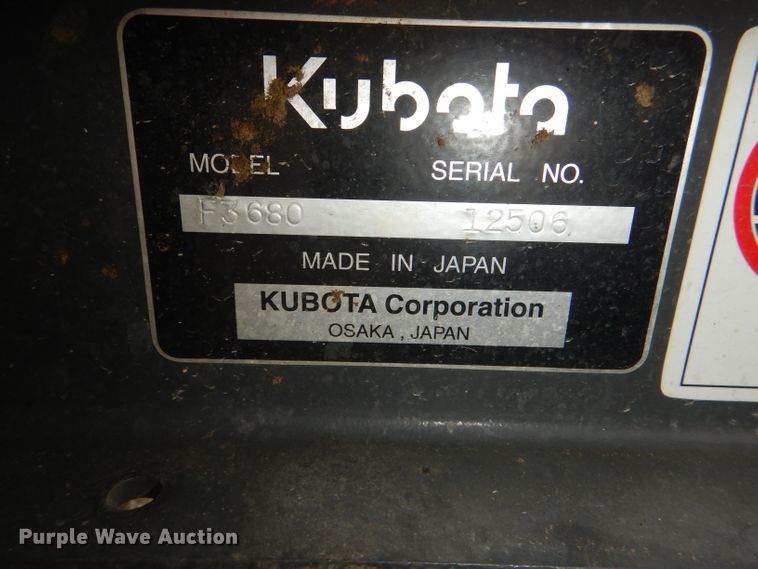 Kubota
MODEL SERIAL NO.
F3680 12506
MADE IN JAPAN
KUBOTA Corporation
OSAKA, JAPAN
Purple Wave Auction